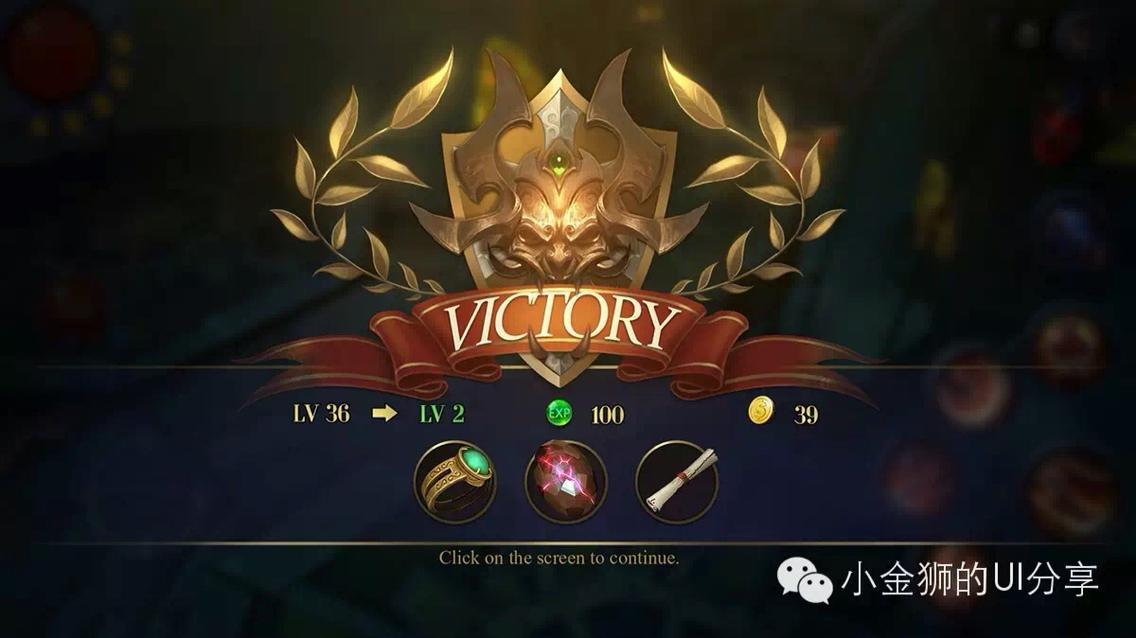 VICTORY
LV 36 LV 2 EXP 100 39
Click on the screen to continue.
小金狮的UI分享